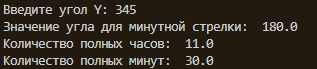 Введите угол Y: 345
Значение угла для минутной стрелки:  180.0
Количество полных часов:  11.0
Количество полных минут:  30.0